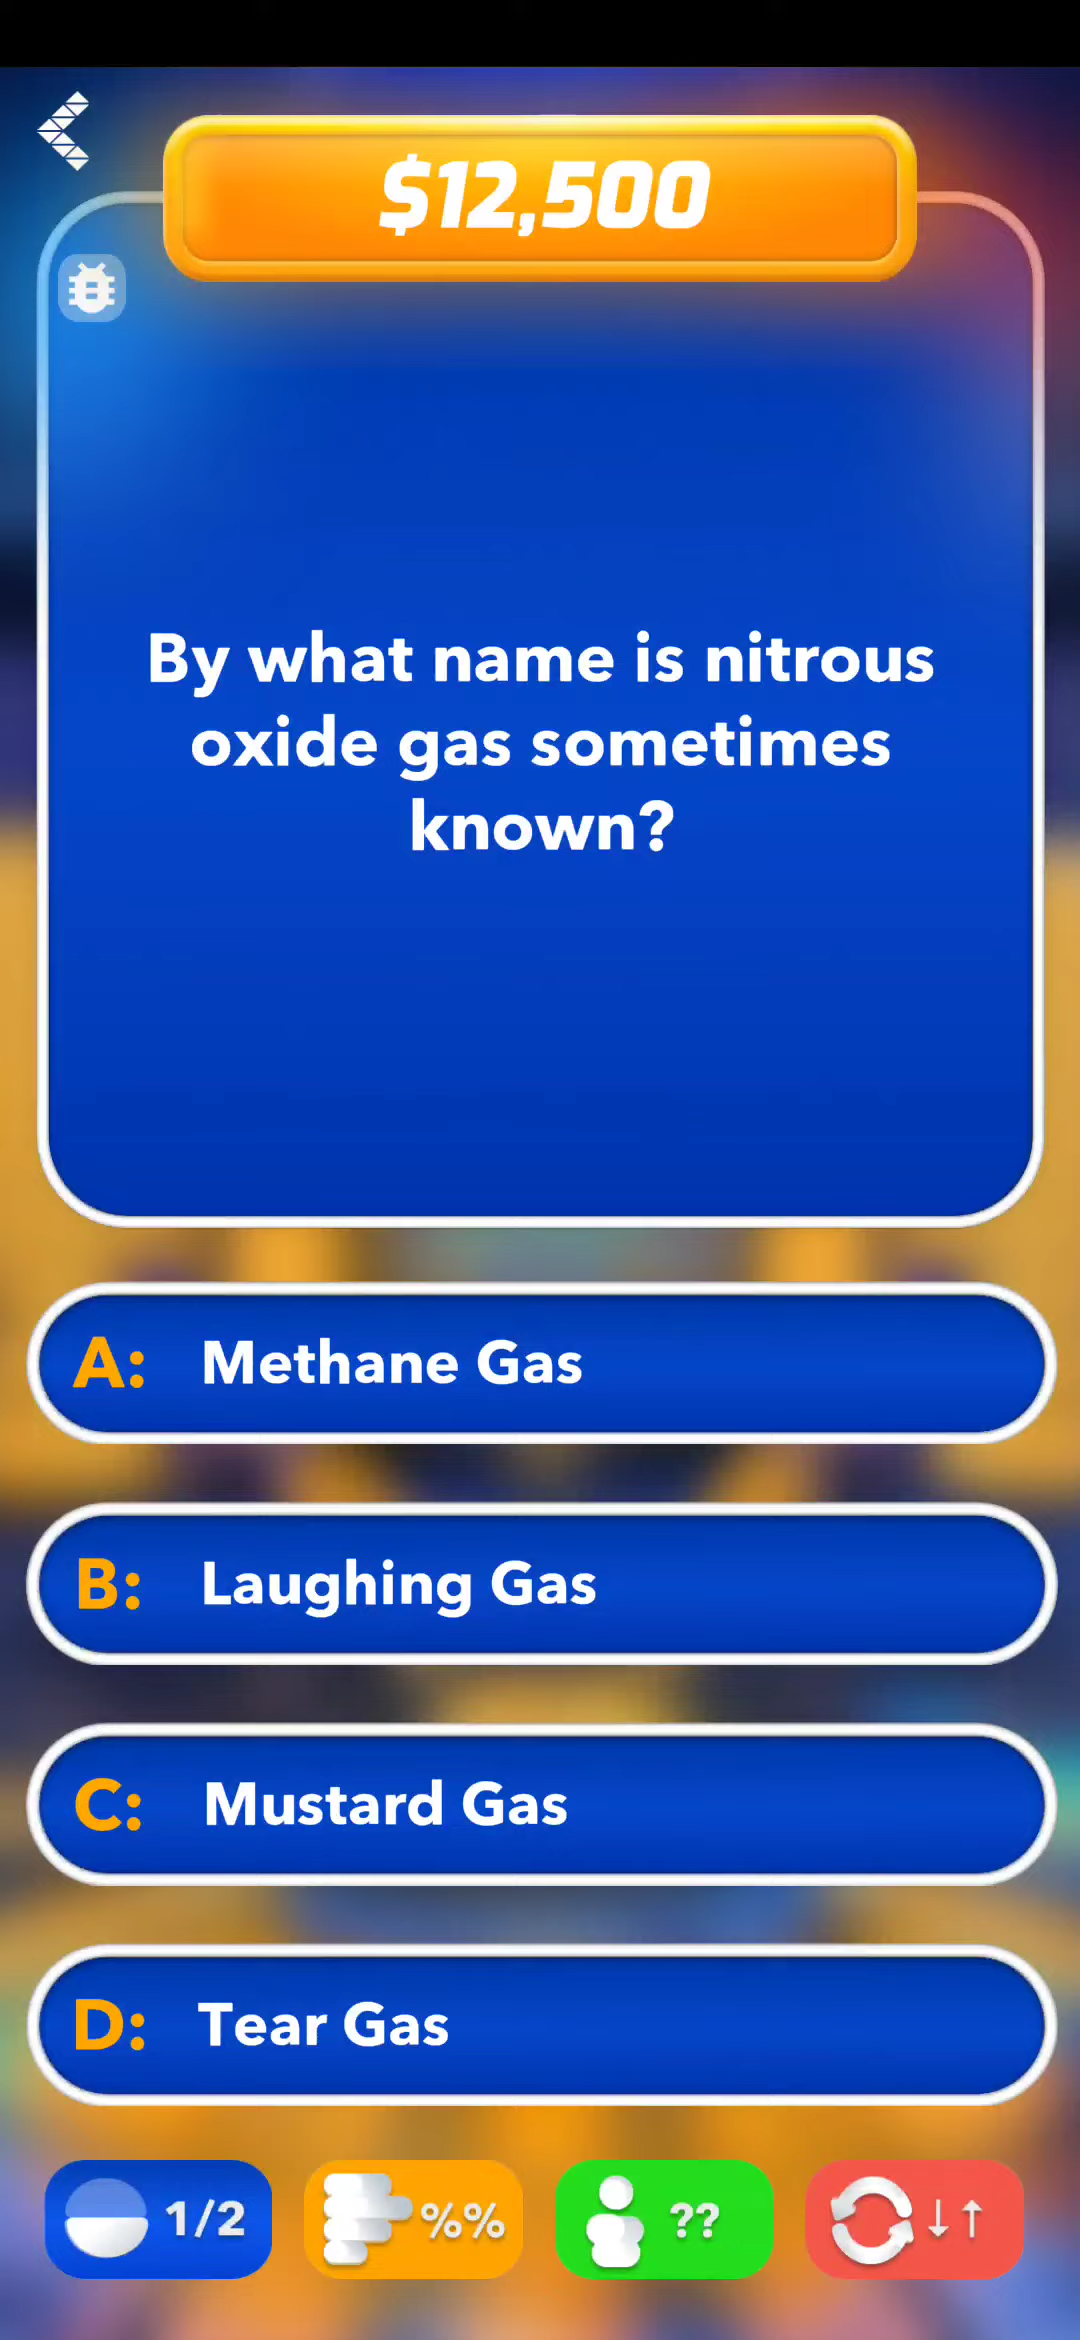 $12,500
By what name is nitrous
oxide gas sometimes
known?
A: Methane Gas
B: Laughing Gas
C: Mustard Gas
D: Tear Gas
1/2 %% ?? ↓↑